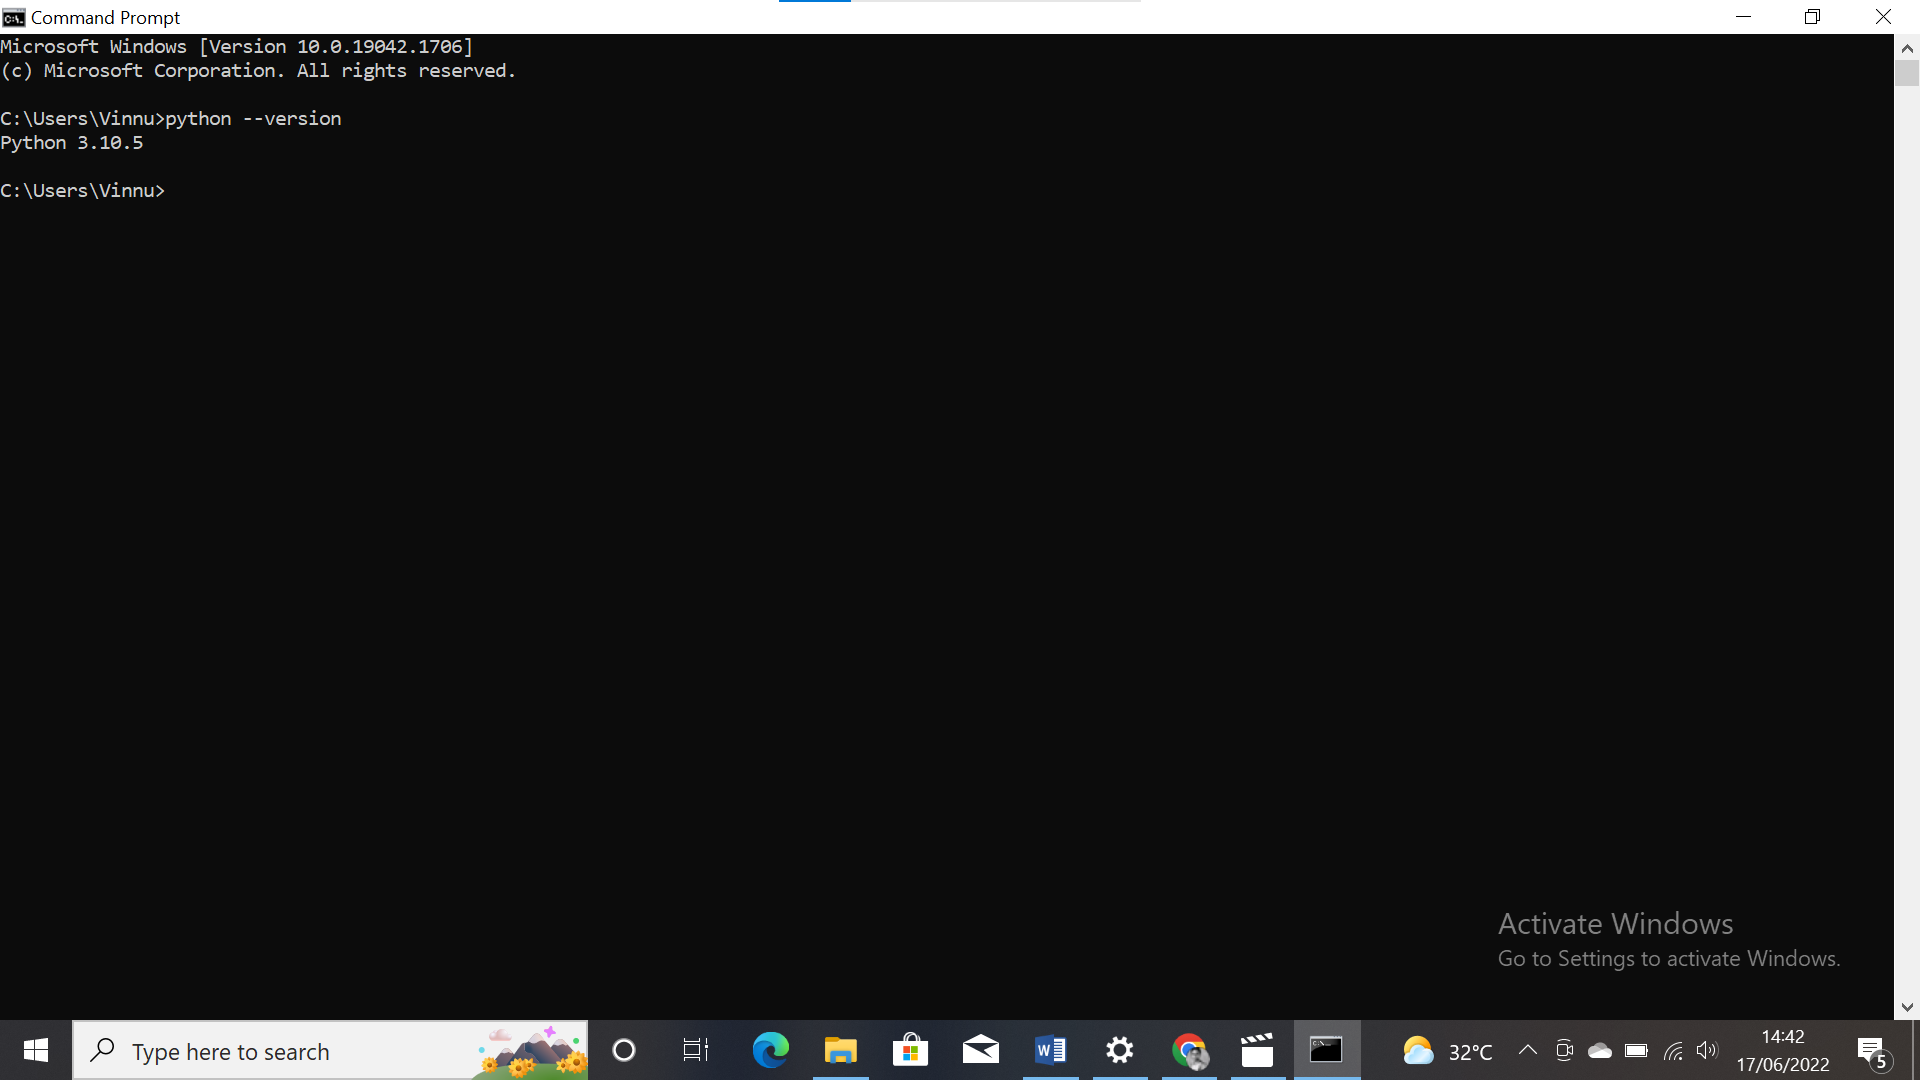 Command Prompt
Microsoft Windows [Version 10.0.19042.1706]
(c) Microsoft Corporation. All rights reserved.
C:\Users\Vinnu>python --version
Python 3.10.5
C:\Users\Vinnu>
Activate Windows
Go to Settings to activate Windows.
Type here to search
32°C
14:42
17/06/2022
5